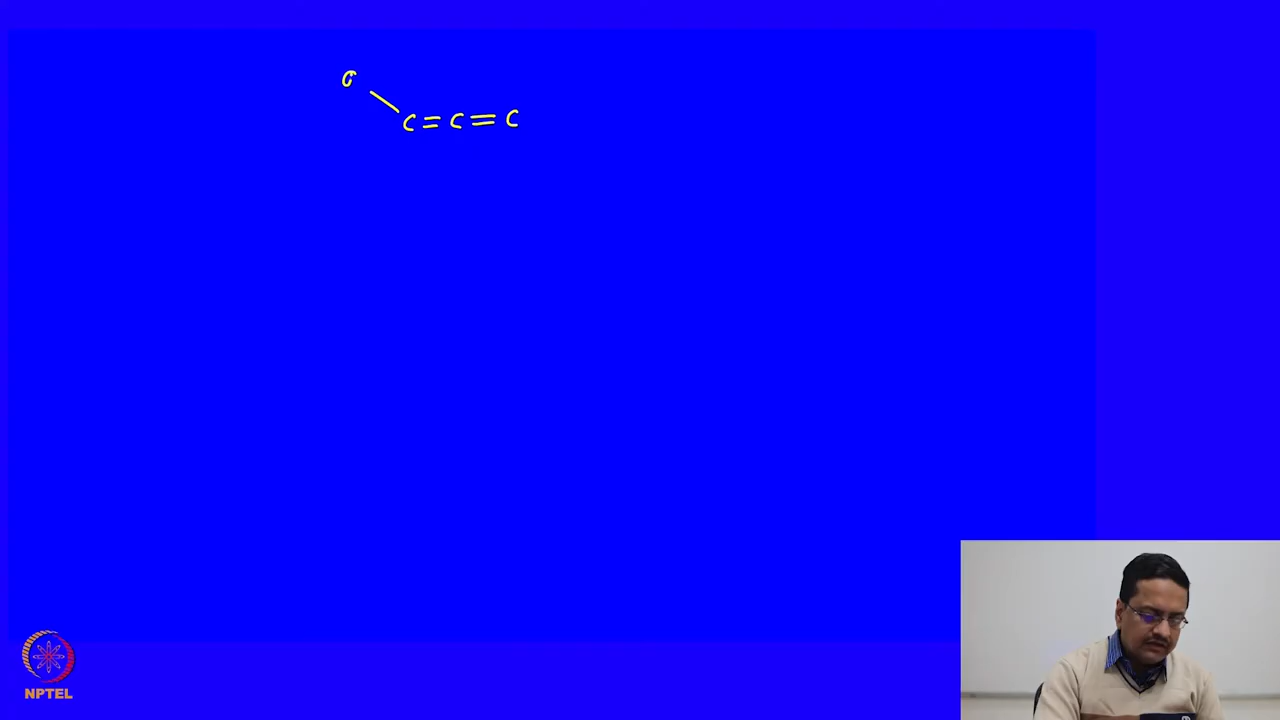 a
C = C = C
NPTEL